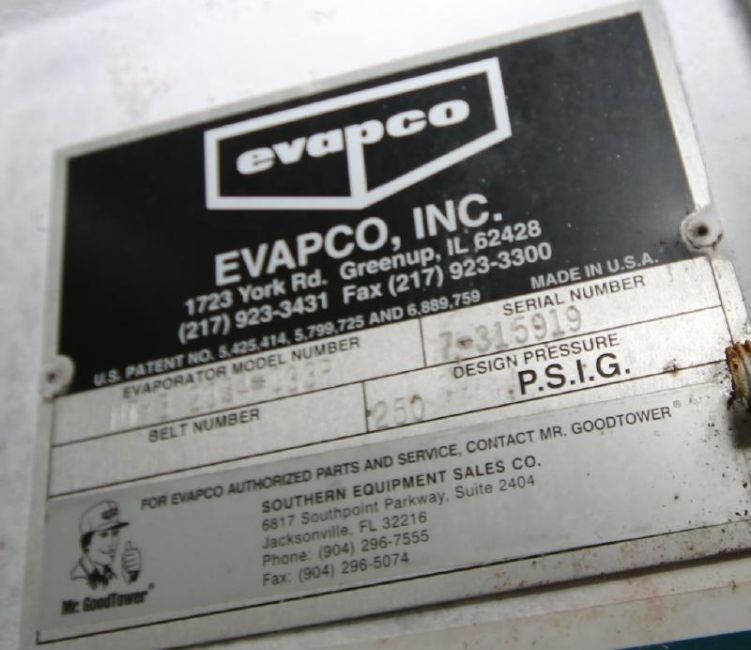 evapco
EVAPCO, INC.
1723 York Rd. Greenup, IL 62428
(217) 923-3431 Fax (217) 923-3300
U.S. PATENT NO. 5,425,414, 5,799,725 AND 6,889,759 MADE IN U.S.A.
EVAPORATOR MODEL NUMBER
SERIAL NUMBER
7-315919
BELT NUMBER
DESIGN PRESSURE
250 P.S.I.G.
FOR EVAPCO AUTHORIZED PARTS AND SERVICE, CONTACT MR. GOODTOWER®
SOUTHERN EQUIPMENT SALES CO.
6817 Southpoint Parkway, Suite 2404
Jacksonville, FL 32216
Phone: (904) 296-7555
Fax: (904) 296-5074
Mr. GoodTower®